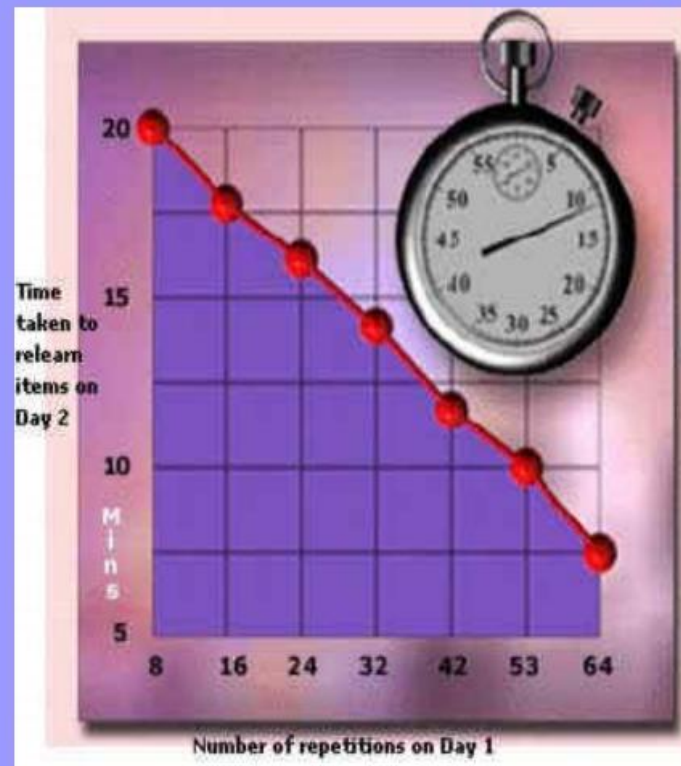 20
15
10
5
Time
taken to
relearn
items on
Day 2
Mins
8 16 24 32 42 53 64
Number of repetitions on Day 1
55 5
50 10
45 15
40 20
35 30 25